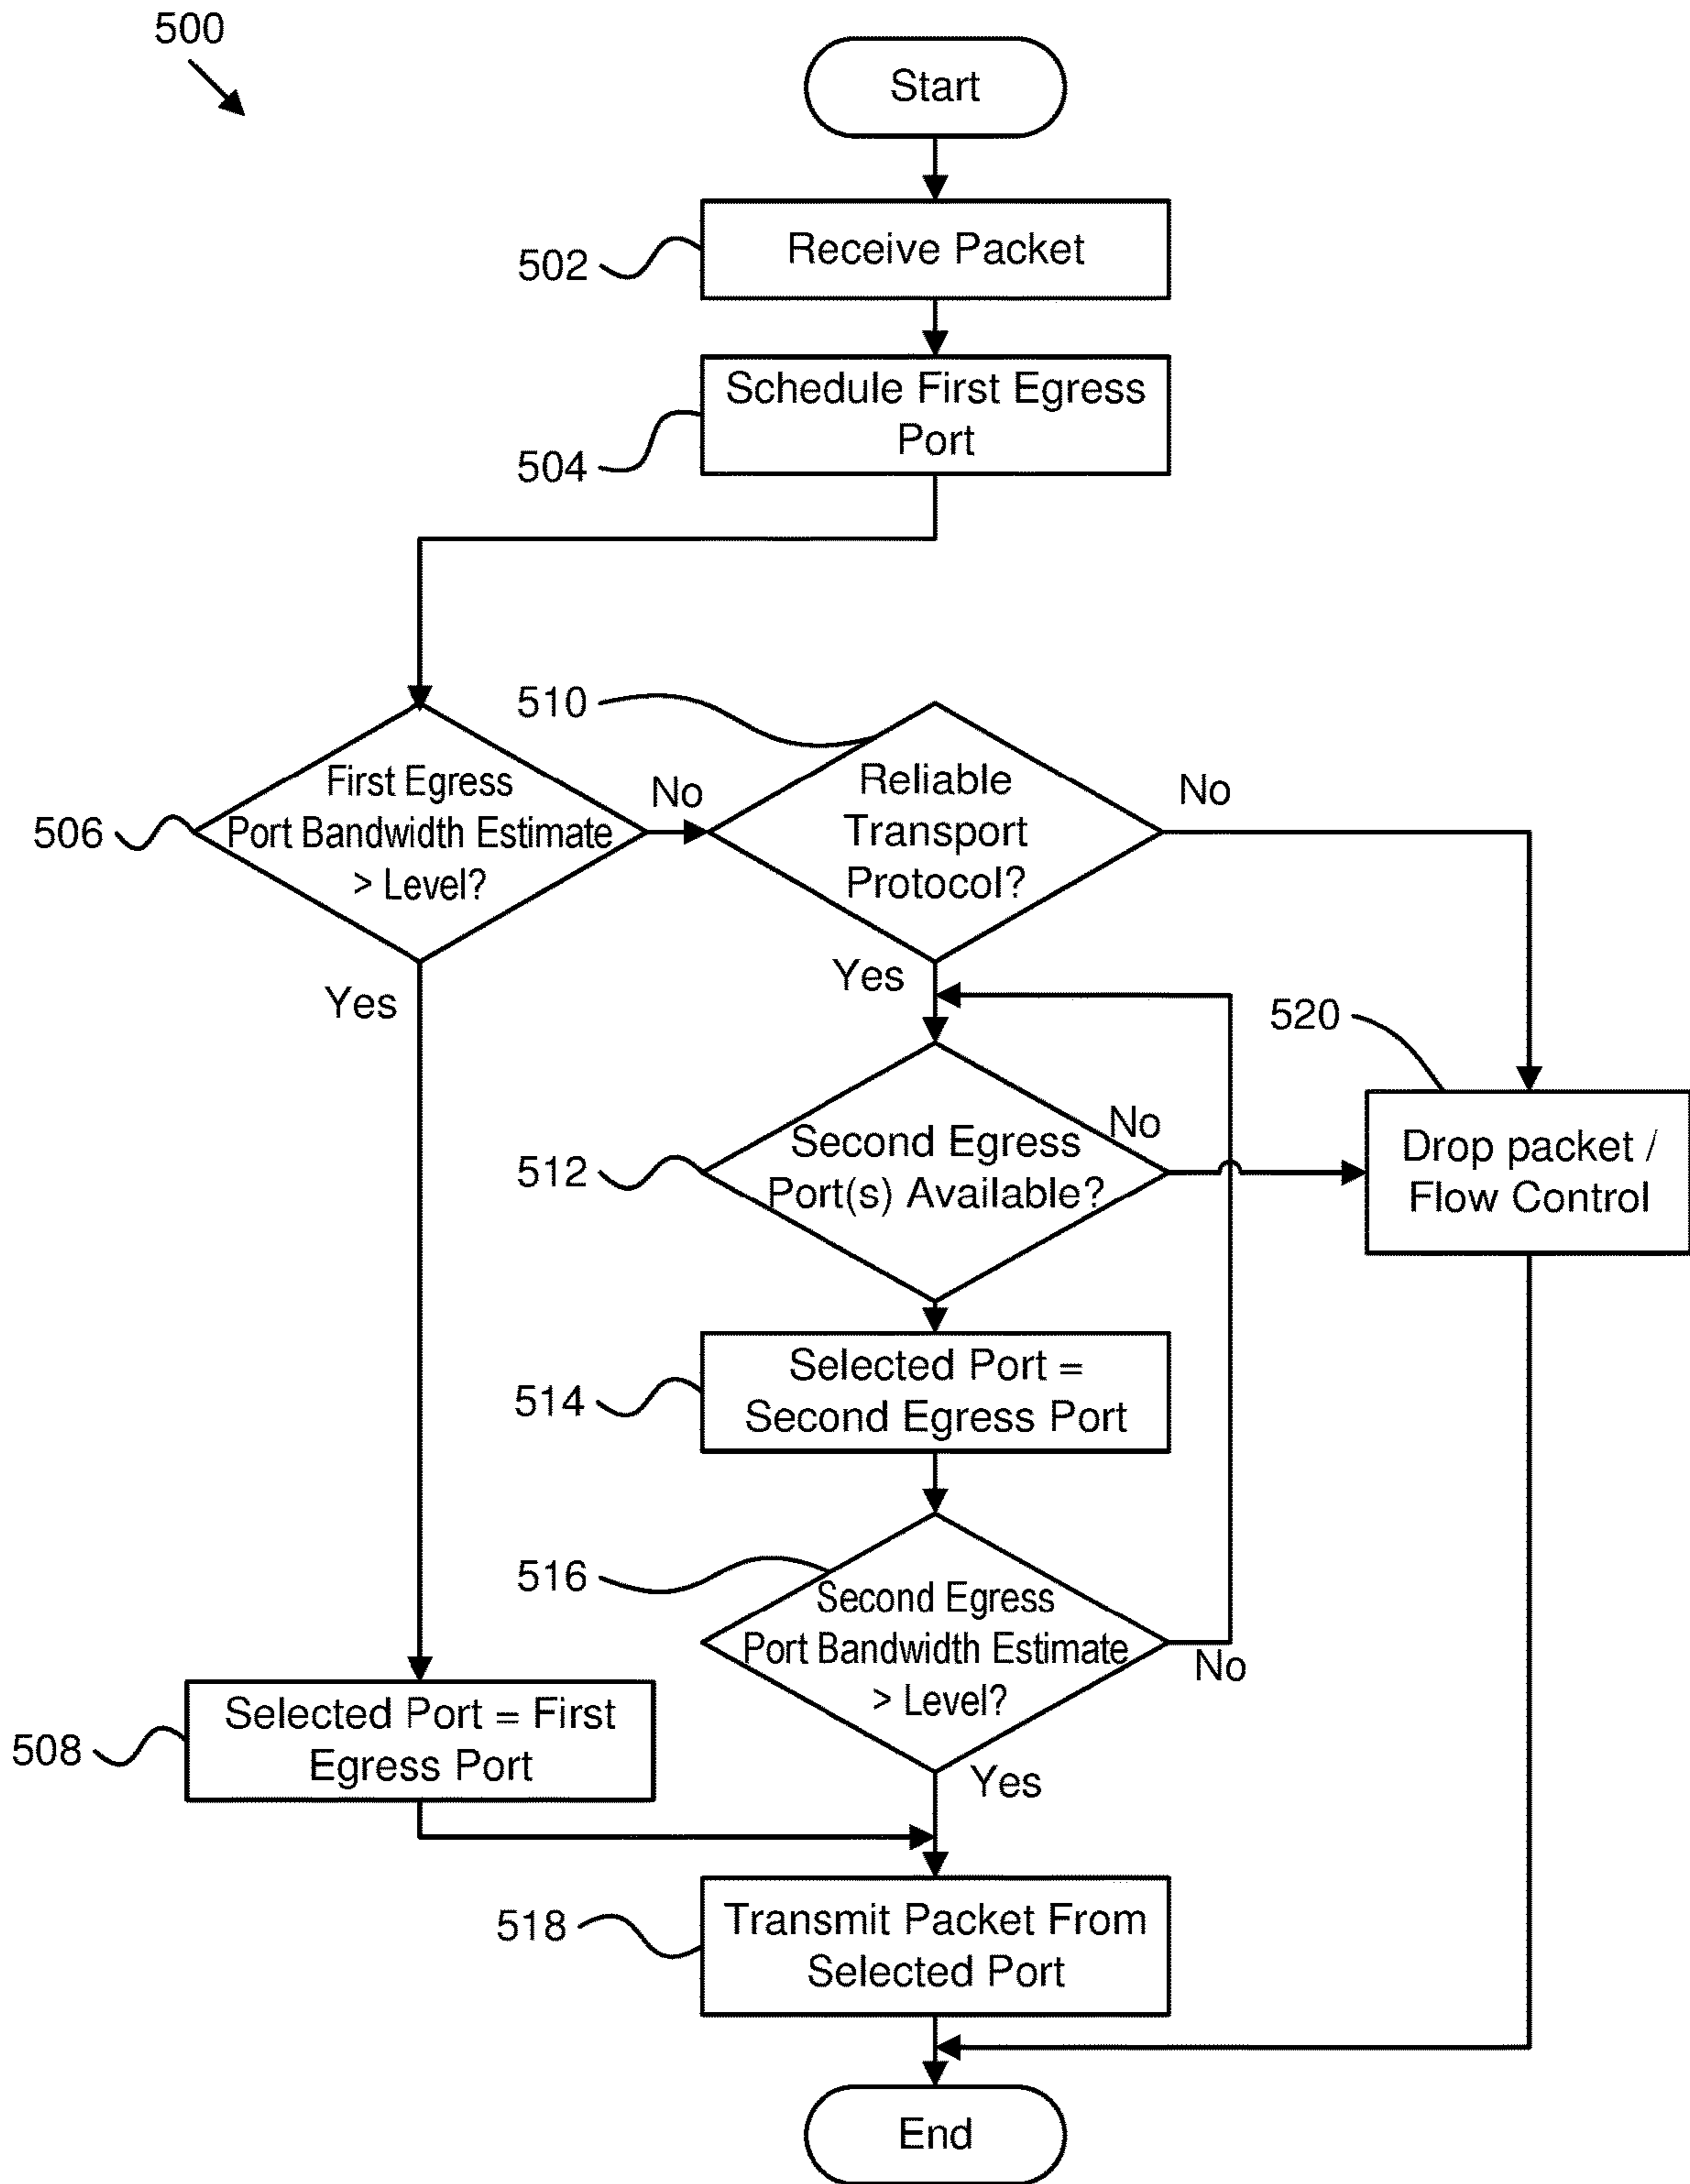 500
Start
Receive Packet
502
Schedule First Egress
Port
504
510
First Egress
Port Bandwidth Estimate
> Level?
506
No
Reliable
Transport
Protocol?
No
Yes
Yes
520
Second Egress
Port(s) Available?
512
No
Drop packet /
Flow Control
Selected Port =
Second Egress Port
514
516
Second Egress
Port Bandwidth Estimate
> Level?
No
Selected Port = First
Egress Port
508
Yes
Transmit Packet From
Selected Port
518
End